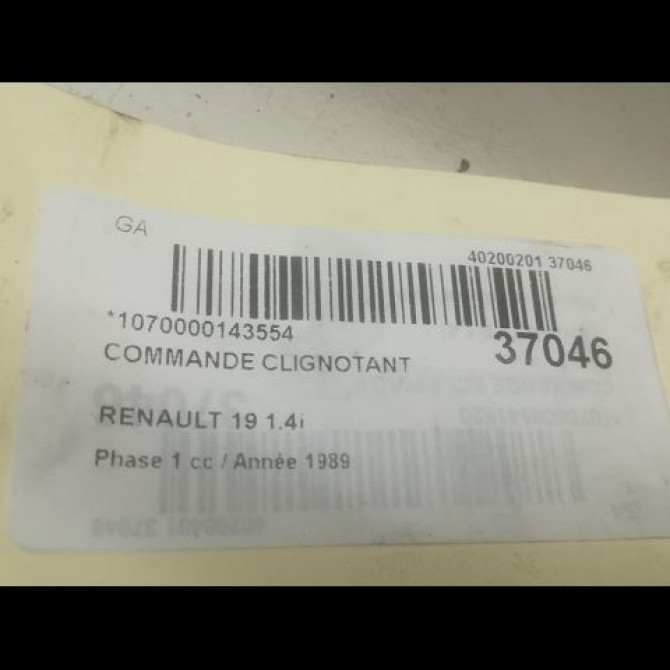 GA
40200201 37046
*1070000143554
37046
COMMANDE CLIGNOTANT
RENAULT 19 1.4i
Phase 1 cc / Année 1989